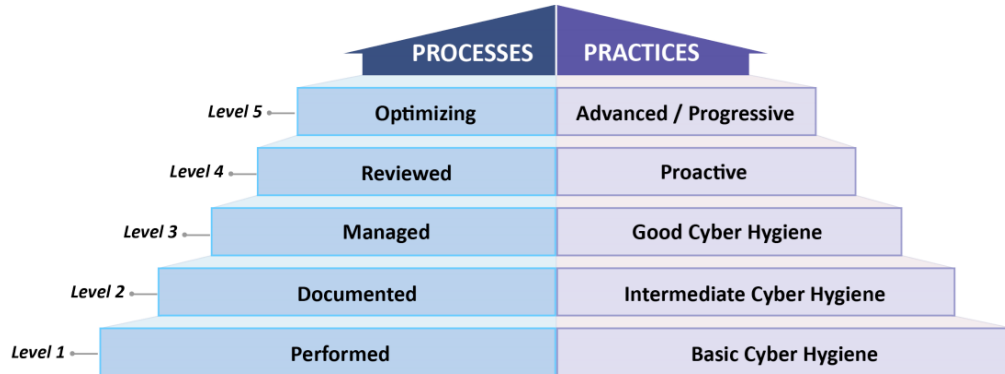 PROCESSES PRACTICES
Level 5 Optimizing Advanced / Progressive
Level 4 Reviewed Proactive
Level 3 Managed Good Cyber Hygiene
Level 2 Documented Intermediate Cyber Hygiene
Level 1 Performed Basic Cyber Hygiene